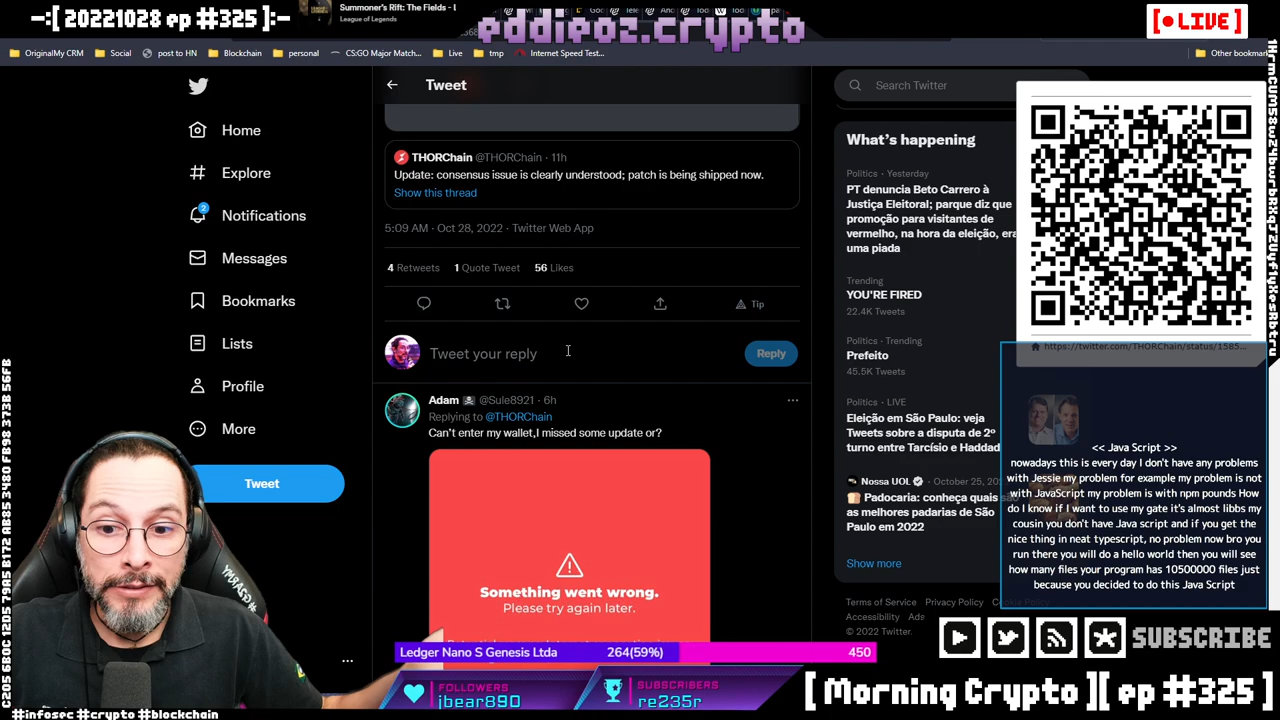 —:[ 20221028 ep #325 ]:—
Summoner's Rift: The Fields - L
League of Legends
eddieoz.crypto
[ • LIVE ]
OriginalMy CRM
Social
post to HN
Blockchain
personal
CS:GO Major Match...
Live
tmp
Internet Speed Test...
Other bookmar
Home
Explore
2
Notifications
Messages
Bookmarks
Lists
Profile
More
Tweet
Tweet
THORChain @THORChain · 11h
Update: consensus issue is clearly understood; patch is being shipped now.
Show this thread
5:09 AM · Oct 28, 2022 · Twitter Web App
4 Retweets 1 Quote Tweet 56 Likes
Tip
Tweet your reply
Reply
Adam @Sule8921 · 6h
Replying to @THORChain
Can't enter my wallet,I missed some update or?
Something went wrong.
Please try again later.
Search Twitter
What's happening
Politics · Yesterday
PT denuncia Beto Carrero à
Justiça Eleitoral; parque diz que
promoção para visitantes de
vermelho, na hora da eleição, era
uma piada
Trending
YOU'RE FIRED
22.4K Tweets
Politics · Trending
Prefeito
45.5K Tweets
Politics · LIVE
Eleição em São Paulo: veja
Tweets sobre a disputa de 2º
turno entre Tarcísio e Haddad
Nossa UOL · October 25, 20
Padocaria: conheça quais são
as melhores padarias de São
Paulo em 2022
Show more
Terms of Service Privacy Policy Cookie Policy
Accessibility Ads
© 2022 Twitter.
https://twitter.com/THORChain/status/1585...
<< Java Script >>
nowadays this is every day I don't have any problems
with Jessie my problem for example my problem is not
with JavaScript my problem is with npm pounds How
do I know if I want to use my gate it's almost libbs my
cousin you don't have Java script and if you get the
nice thing in neat typescript, no problem now bro you
run there you will do a hello world then you will see
how many files your program has 10500000 files just
because you decided to do this Java Script
SUBSCRIBE
Ledger Nano S Genesis Ltda 264(59%) 450
FOLLOWERS
jbear890
SUBSCRIBERS
re235r
[ Morning Crypto ][ ep #325 ]
#infosec #crypto #blockchain